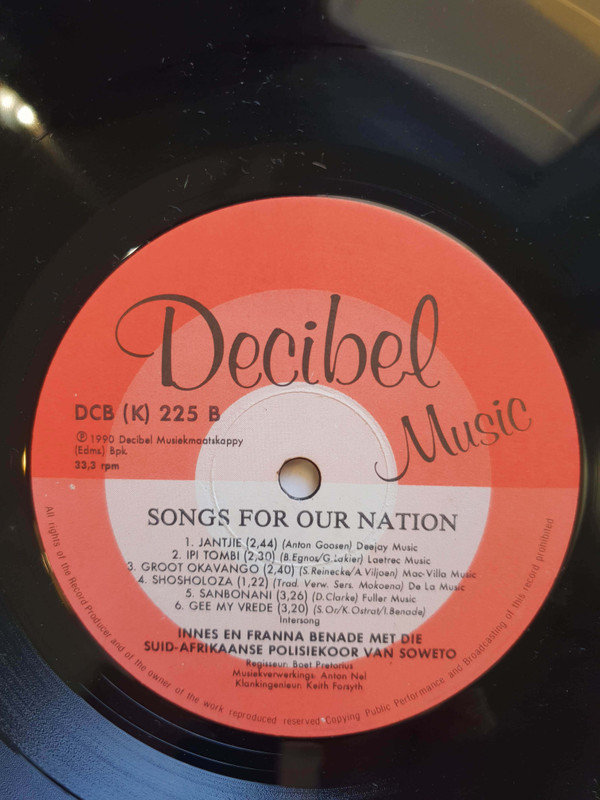 Decibel
Music
DCB (K) 225 B
℗ 1990 Decibel Musiekmaatskappy
(Edms.) Bpk.
33,3 rpm
SONGS FOR OUR NATION
1. JANTJIE (2,44) (Anton Goosen) Deejay Music
2. IPI TOMBI (2,30) (B.Egnos/G.Lakier) Laetrec Music
3. GROOT OKAVANGO (2,40) (S.Reinecke/A.Viljoen) Mac-Villa Music
4. SHOSHOLOZA (1,22) (Trad. Verw. Sers. Mokoena) De La Music
5. SANBONANI (3,26) (D.Clarke) Fuller Music
6. GEE MY VREDE (3,20) (S.Or/K.Ostrat/I.Benade)
Intersong
INNES EN FRANNA BENADE MET DIE
SUID-AFRIKAANSE POLISIEKOOR VAN SOWETO
Regisseur: Boet Pretorius
Musiekverwerkings: Anton Nel
Klankingenieur: Keith Forsyth
All rights of the Record Producer and of the owner of the work reproduced reserved Copying Public Performance and Broadcasting of this record prohibited